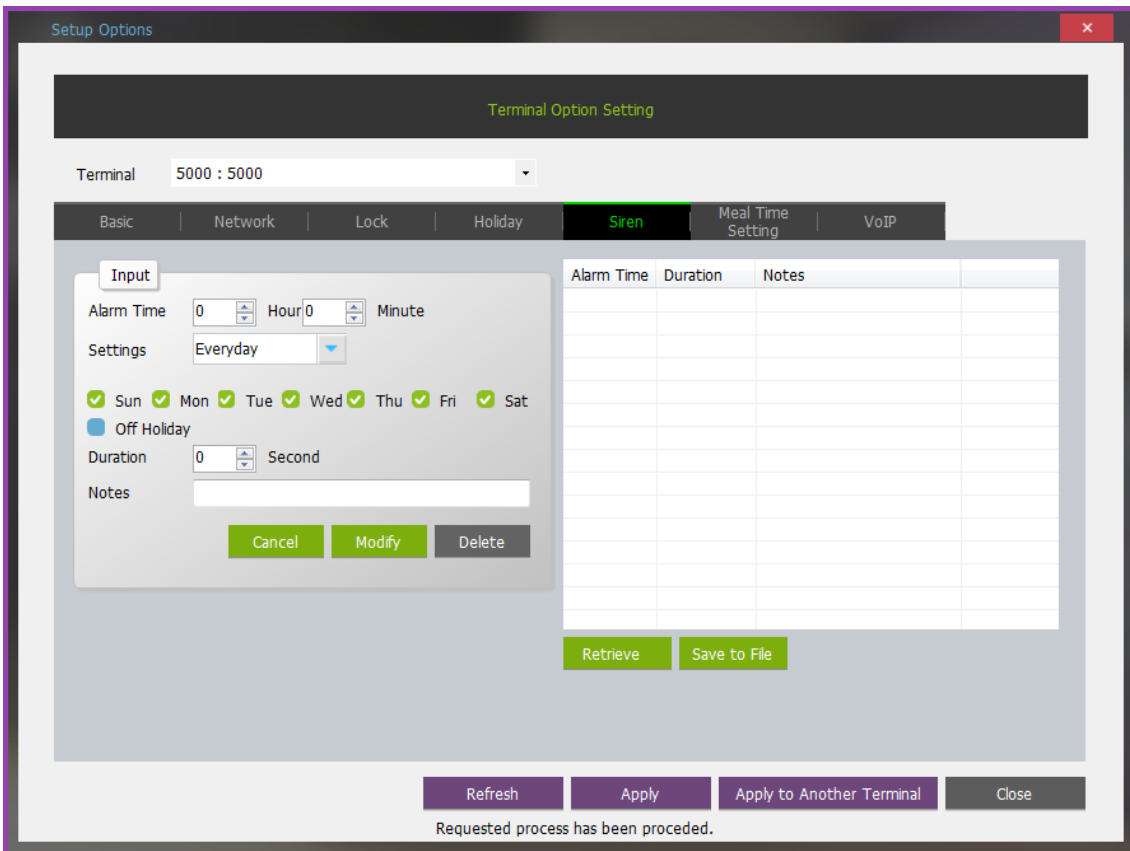 Setup Options
Terminal Option Setting
Terminal 5000 : 5000
Basic Network Lock Holiday Siren Meal Time Setting VoIP
Input
Alarm Time 0 Hour 0 Minute
Settings Everyday
Sun Mon Tue Wed Thu Fri Sat
Off Holiday
Duration 0 Second
Notes
Cancel Modify Delete
Alarm Time Duration Notes
Retrieve Save to File
Refresh Apply Apply to Another Terminal Close
Requested process has been proceded.